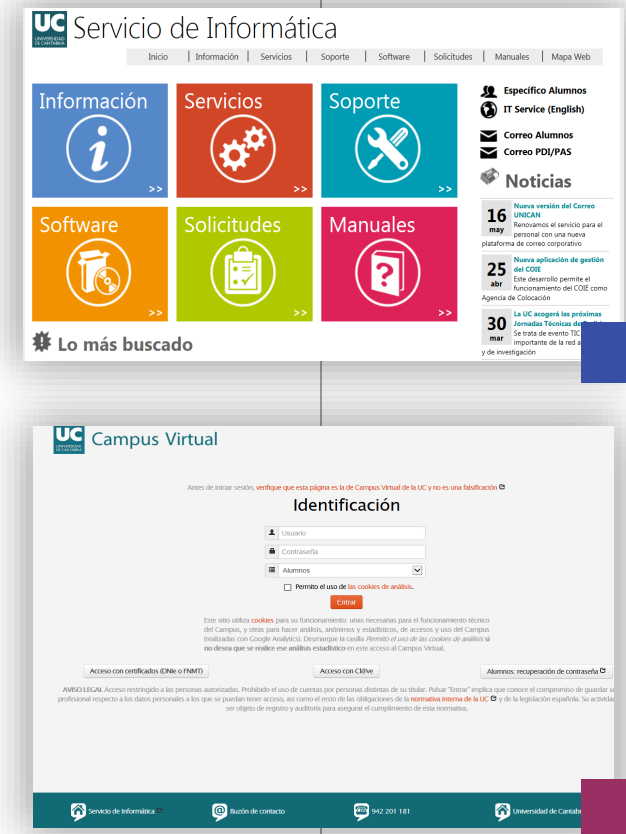 UC
UNIVERSIDAD
DE CANTABRIA
Servicio de Informática
Inicio | Información | Servicios | Soporte | Software | Solicitudes | Manuales | Mapa Web
Información
>>
Servicios
>>
Soporte
>>
Software
>>
Solicitudes
>>
Manuales
>>
Lo más buscado
Específico Alumnos
IT Service (English)
Correo Alumnos
Correo PDI/PAS
Noticias
16
may
Nueva versión del Correo
UNICAN
Renovamos el servicio para el
personal con una nueva
plataforma de correo corporativo
25
abr
Nueva aplicación de gestión
del COIE
Este desarrollo permite el
funcionamiento del COIE como
Agencia de Colocación
30
mar
La UC acogerá las próximas
Jornadas Técnicas de
Se trata de evento TIC
importante de la red
y de investigación
UC
UNIVERSIDAD
DE CANTABRIA
Campus Virtual
Antes de iniciar sesión, verifique que esta página es la de Campus Virtual de la UC y no es una falsificación
Identificación
Usuario
Contraseña
Alumnos
Permito el uso de las cookies de análisis.
Entrar
Este sitio utiliza cookies para su funcionamiento: unas necesarias para el funcionamiento técnico
del Campus, y otras para hacer análisis, anónimos y estadísticos, de accesos y uso del Campus
(realizadas con Google Analytics). Desmarque la casilla Permito el uso de las cookies de análisis si
no desea que se realice ese análisis estadístico en este acceso al Campus Virtual.
Acceso con certificados (DNIe o FNMT)
Acceso con Cl@ve
Alumnos: recuperación de contraseña
AVISO LEGAL Acceso restringido a las personas autorizadas. Prohibido el uso de cuentas por personas distintas de su titular. Pulsar "Entrar" implica que conoce el compromiso de guardar
profesional respecto a los datos personales a los que se puedan tener acceso, así como el resto de las obligaciones de la normativa interna de la UC y de la legislación española. Su
ser objeto de registro y auditoría para asegurar el cumplimiento de esta normativa.
Servicio de Informática
Buzón de contacto
942 201 181
Universidad de